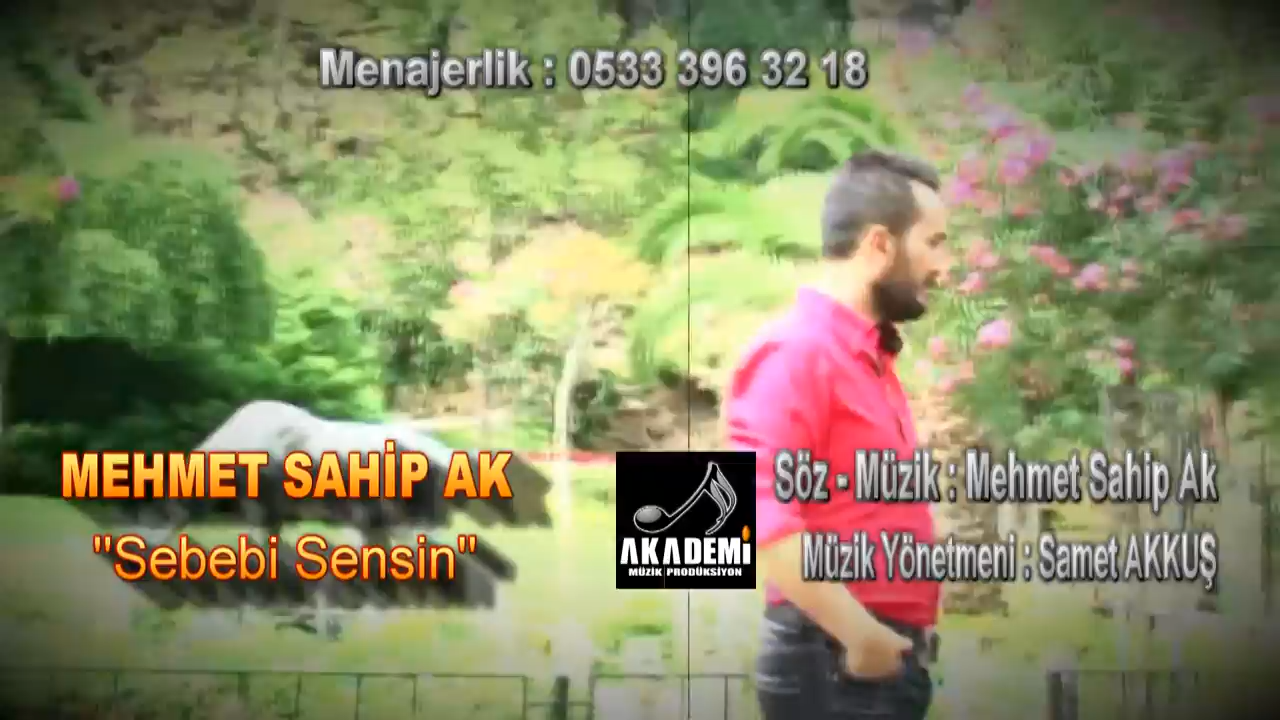 Menajerlik : 0533 396 32 18
MEHMET SAHİP AK
"Sebebi Sensin"
AKADEMİ
MÜZİK PRODÜKSİYON
Söz - Müzik : Mehmet Sahip Ak
Müzik Yönetmeni : Samet AKKUŞ